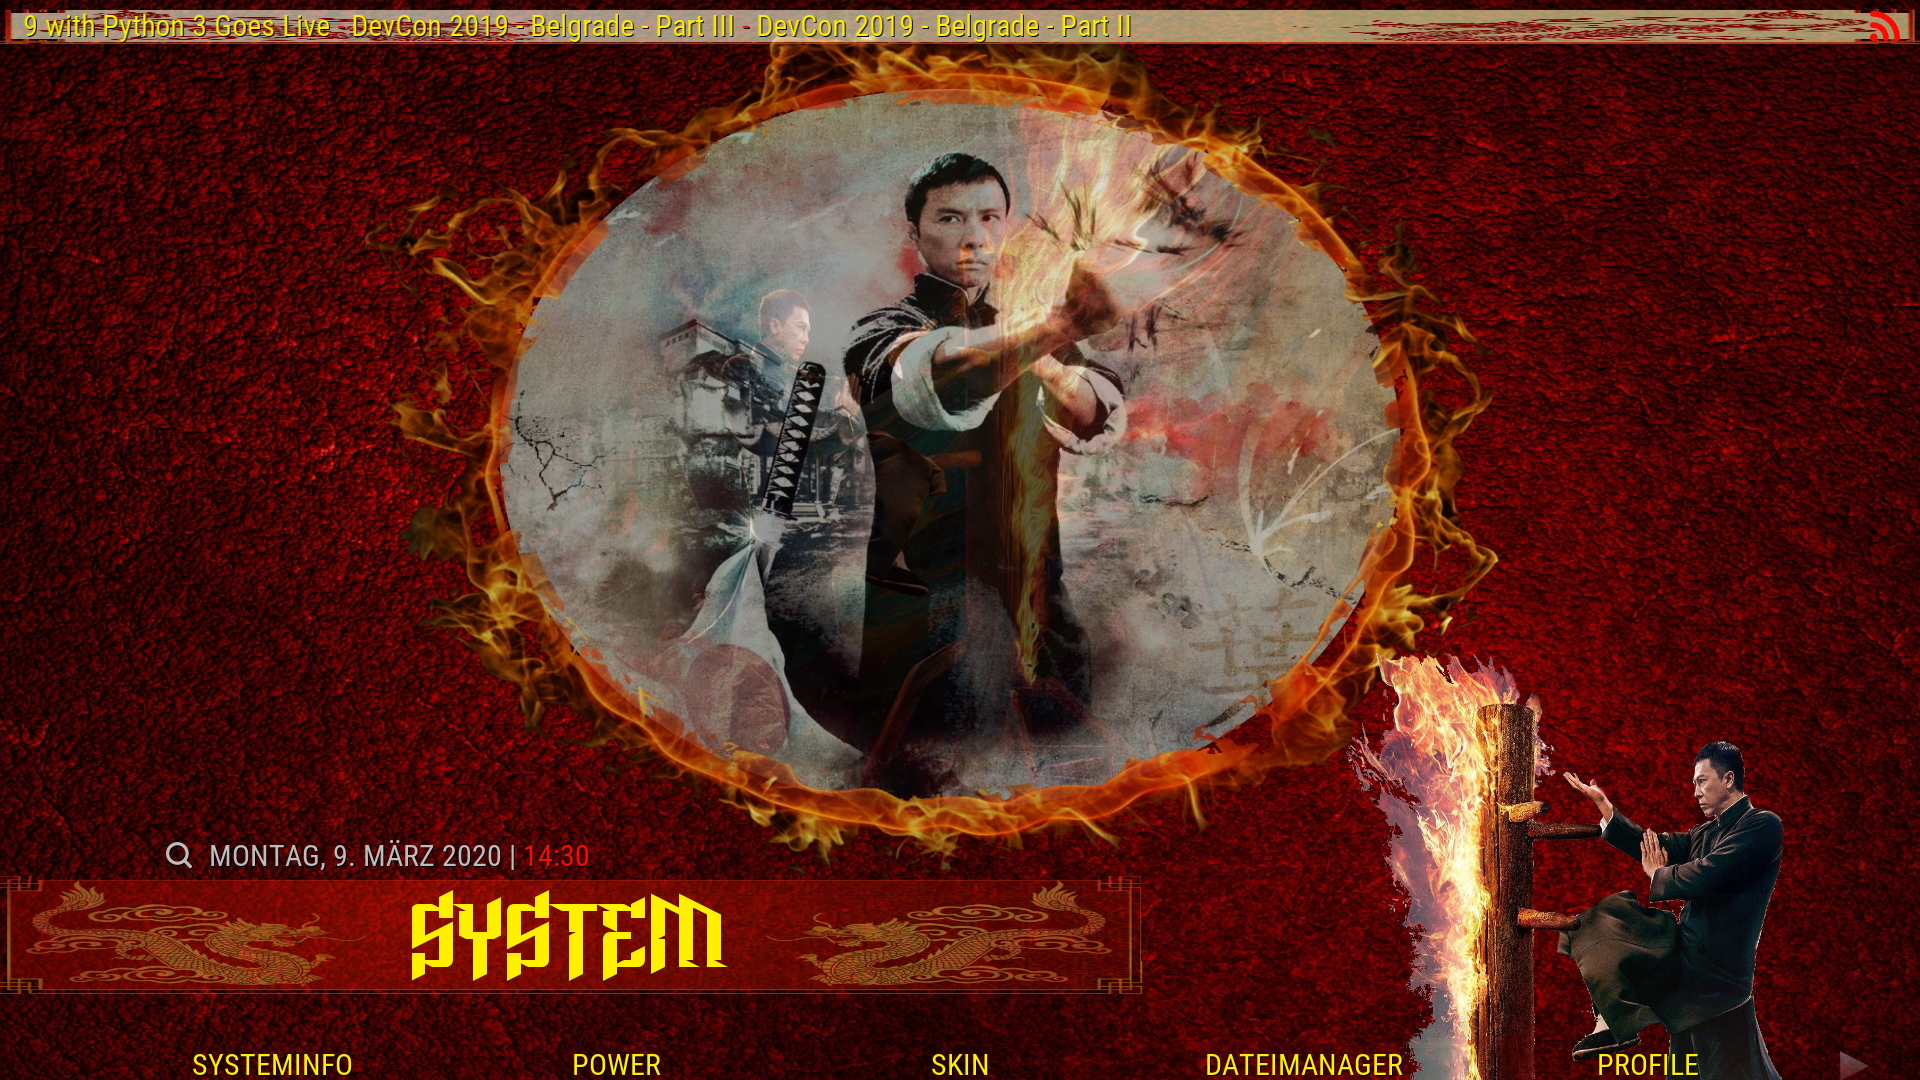 9 with Python 3 Goes Live - DevCon 2019 - Belgrade - Part III - DevCon 2019 - Belgrade - Part II
葉
MONTAG, 9. MÄRZ 2020 | 14:30
SYSTEM
SYSTEMINFO POWER SKIN DATEIMANAGER PROFILE